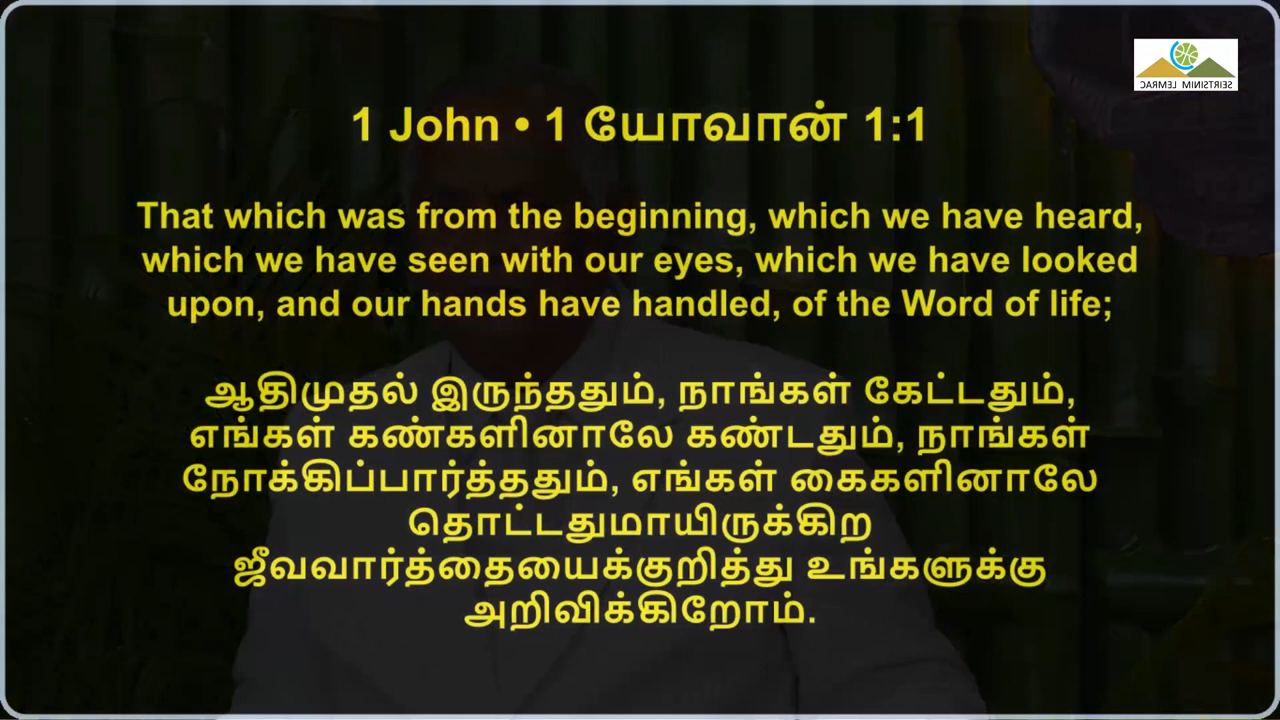 CARMEL MINISTRIES
1 John • 1 யோவான் 1:1
That which was from the beginning, which we have heard,
which we have seen with our eyes, which we have looked
upon, and our hands have handled, of the Word of life;
ஆதிமுதல் இருந்ததும், நாங்கள் கேட்டதும்,
எங்கள் கண்களினாலே கண்டதும், நாங்கள்
நோக்கிப்பார்த்ததும், எங்கள் கைகளினாலே
தொட்டதுமாயிருக்கிற
ஜீவவார்த்தையைக்குறித்து உங்களுக்கு
அறிவிக்கிறோம்.